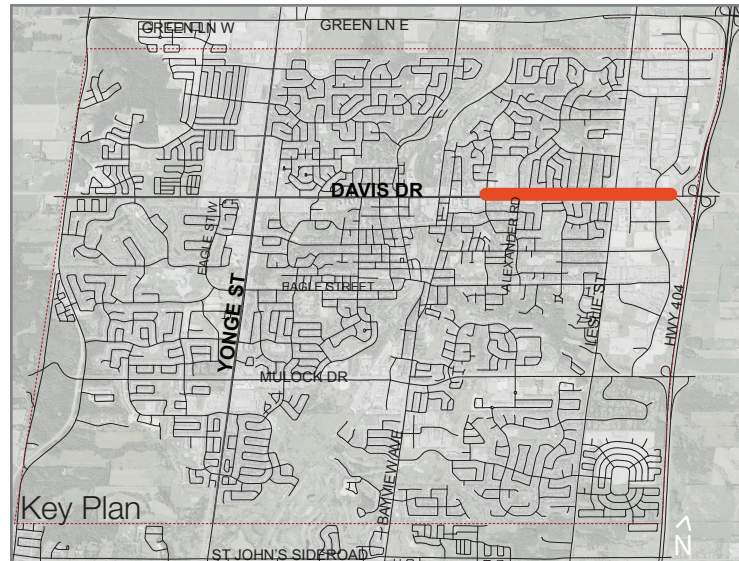 GREEN LN W
GREEN LN E
DAVIS DR
EAGLE ST W
ALEXANDER RD
EAGLE STREET
YONGE ST
LESLIE ST
HWY 404
MULOCK DR
BAYVIEW AVE
Key Plan
N
ST JOHN'S SIDEROAD